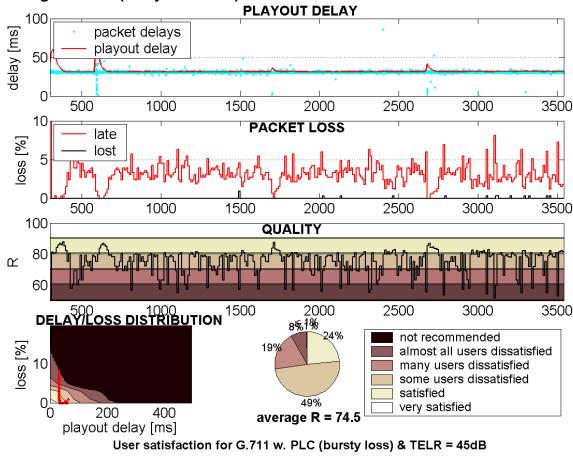 PLAYOUT DELAY
100
50
0
delay [ms]
packet delays
playout delay
500 1000 1500 2000 2500 3000 3500
PACKET LOSS
10
5
0
loss [%]
late
lost
500 1000 1500 2000 2500 3000 3500
QUALITY
100
80
60
R
500 1000 1500 2000 2500 3000 3500
DELAY/LOSS DISTRIBUTION
10
0
loss [%]
0 200 400
playout delay [ms]
8%
1%
24%
19%
49%
average R = 74.5
not recommended
almost all users dissatisfied
many users dissatisfied
some users dissatisfied
satisfied
very satisfied
User satisfaction for G.711 w. PLC (bursty loss) & TELR = 45dB